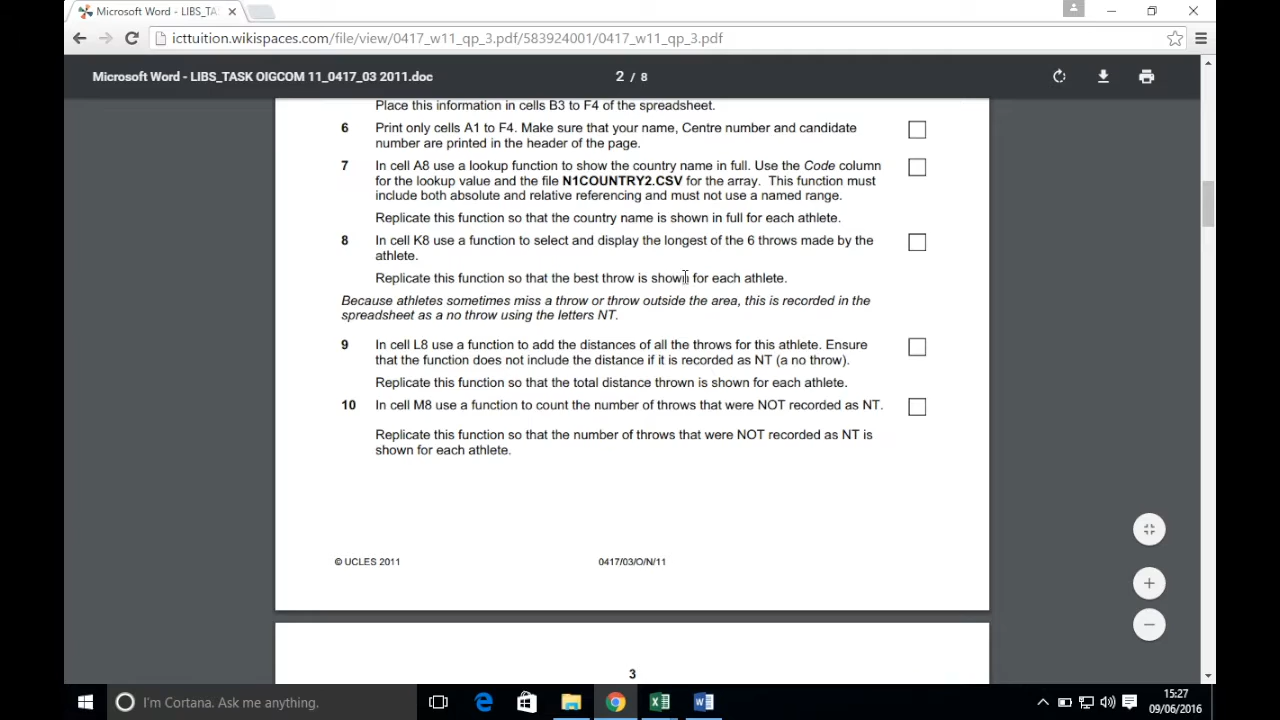 Microsoft Word - LIBS_TA
icttuition.wikispaces.com/file/view/0417_w11_qp_3.pdf/583924001/0417_w11_qp_3.pdf
Microsoft Word - LIBS_TASK OIGCOM 11_0417_03 2011.doc
2 / 8
Place this information in cells B3 to F4 of the spreadsheet.
6 Print only cells A1 to F4. Make sure that your name, Centre number and candidate
number are printed in the header of the page.
7 In cell A8 use a lookup function to show the country name in full. Use the Code column
for the lookup value and the file N1COUNTRY2.CSV for the array. This function must
include both absolute and relative referencing and must not use a named range.
Replicate this function so that the country name is shown in full for each athlete.
8 In cell K8 use a function to select and display the longest of the 6 throws made by the
athlete.
Replicate this function so that the best throw is shown for each athlete.
Because athletes sometimes miss a throw or throw outside the area, this is recorded in the
spreadsheet as a no throw using the letters NT.
9 In cell L8 use a function to add the distances of all the throws for this athlete. Ensure
that the function does not include the distance if it is recorded as NT (a no throw).
Replicate this function so that the total distance thrown is shown for each athlete.
10 In cell M8 use a function to count the number of throws that were NOT recorded as NT.
Replicate this function so that the number of throws that were NOT recorded as NT is
shown for each athlete.
© UCLES 2011 0417/03/O/N/11
3
I'm Cortana. Ask me anything.
15:27
09/06/2016